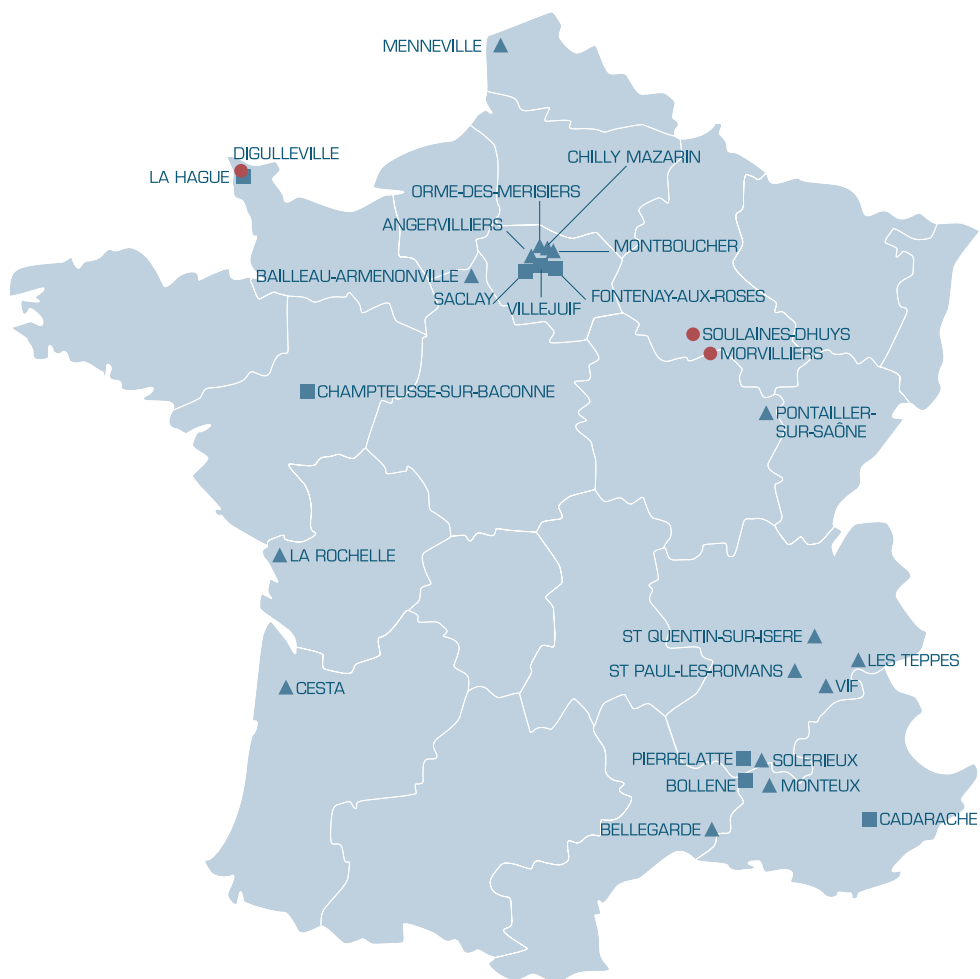 MENNEVILLE
DIGULLEVILLE
CHILLY MAZARIN
LA HAGUE
ORME-DES-MERISIERS
ANGERVILLIERS
MONTBOUCHER
BAILLEAU-ARMENONVILLE
SACLAY
FONTENAY-AUX-ROSES
VILLEJUIF
SOULAINES-DHUYS
MORVILLIERS
CHAMPTEUSSE-SUR-BACONNE
PONTAILLER-
SUR-SAÔNE
LA ROCHELLE
ST QUENTIN-SUR-ISERE
LES TEPPES
ST PAUL-LES-ROMANS
VIF
CESTA
PIERRELATTE
SOLERIEUX
BOLLENE
MONTEUX
CADARACHE
BELLEGARDE